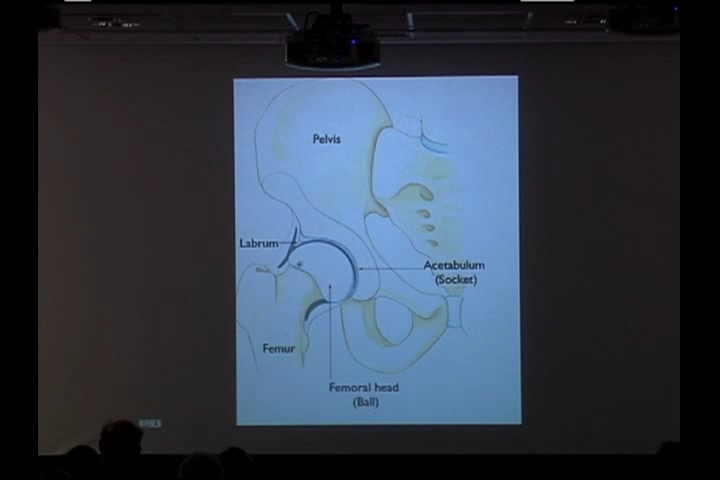 Pelvis
Labrum
Acetabulum
(Socket)
Femur
Femoral head
(Ball)